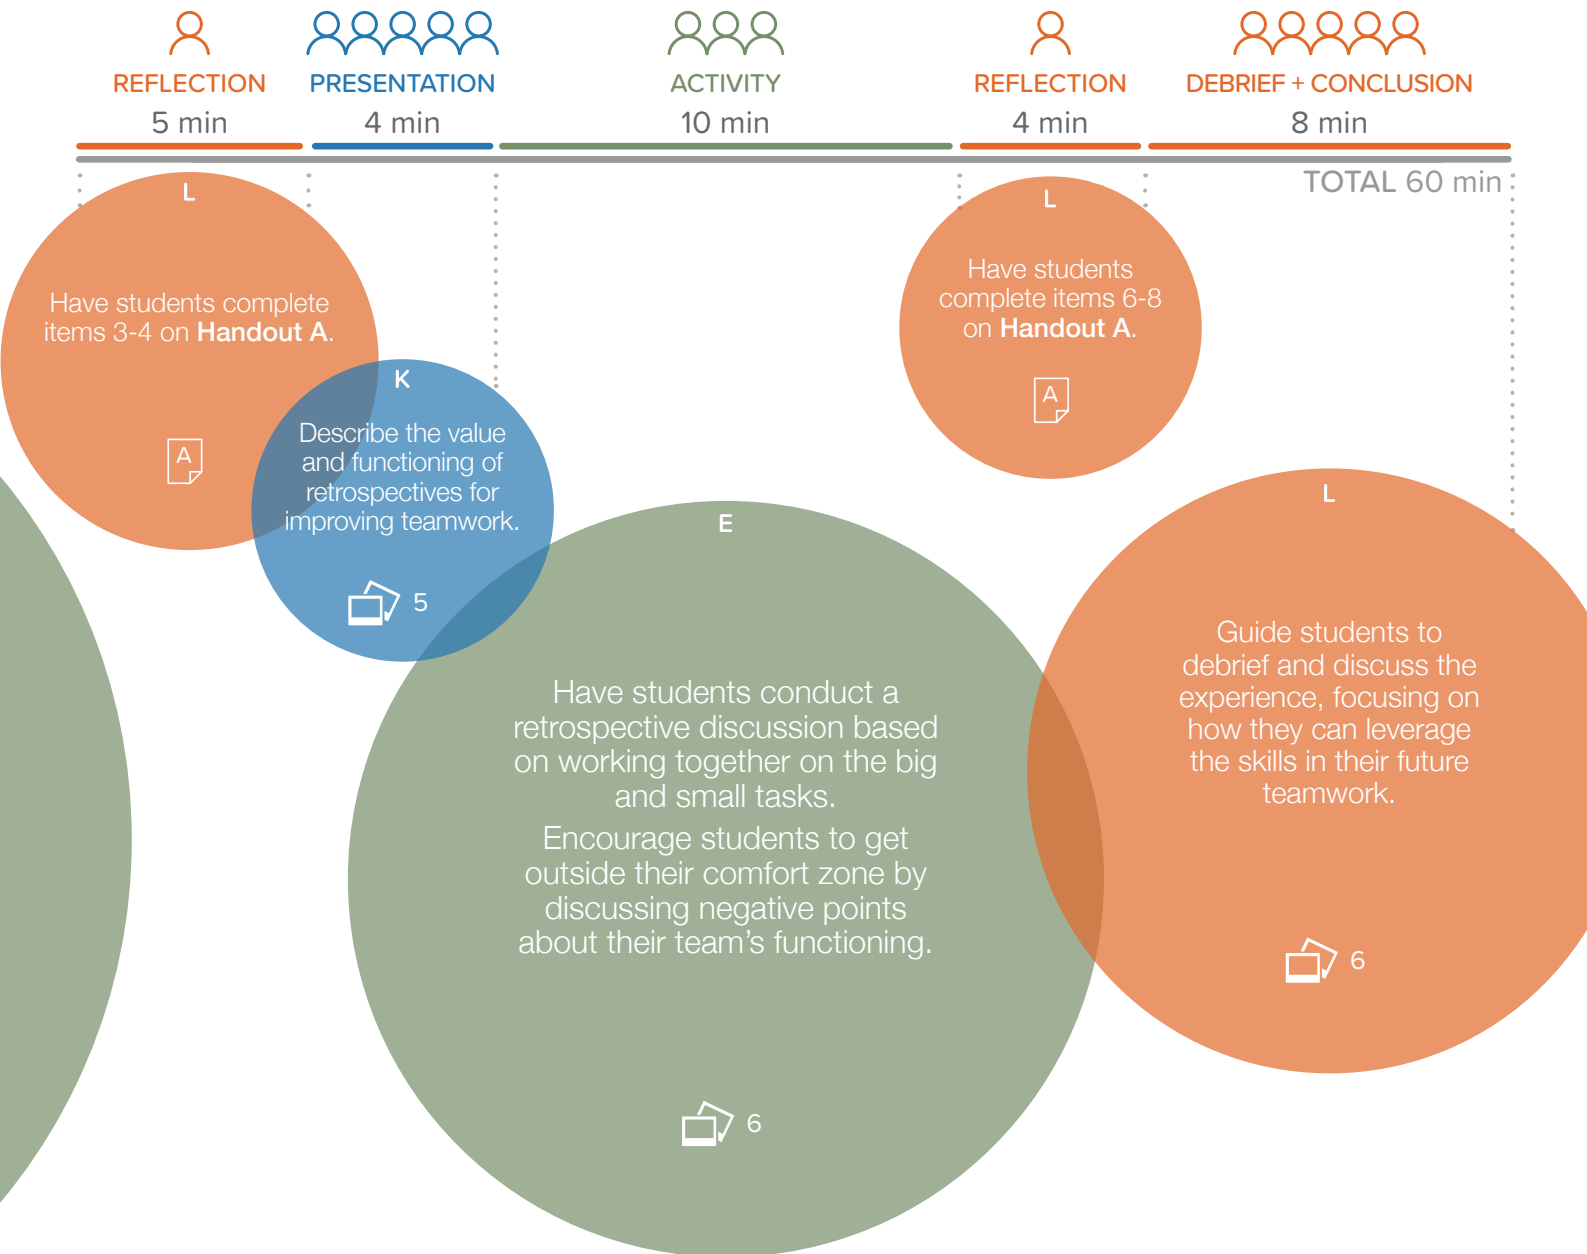 REFLECTION
5 min
PRESENTATION
4 min
ACTIVITY
10 min
REFLECTION
4 min
DEBRIEF + CONCLUSION
8 min
TOTAL 60 min
L
Have students complete
items 3-4 on Handout A.
A
K
Describe the value
and functioning of
retrospectives for
improving teamwork.
5
E
Have students conduct a
retrospective discussion based
on working together on the big
and small tasks.
Encourage students to get
outside their comfort zone by
discussing negative points
about their team's functioning.
6
L
Have students
complete items 6-8
on Handout A.
A
L
Guide students to
debrief and discuss the
experience, focusing on
how they can leverage
the skills in their future
teamwork.
6